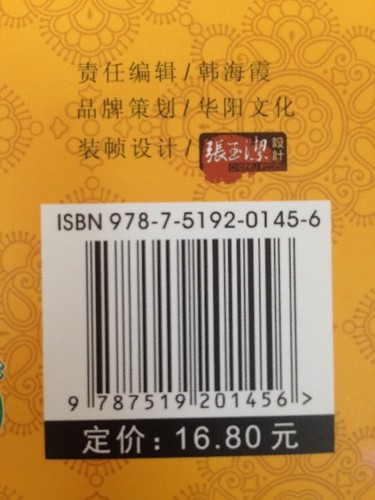 责任编辑/韩海霞
品牌策划/华阳文化
装帧设计/張玉潔設計
ISBN 978-7-5192-0145-6
9 787519 201456 >
定价：16.80元